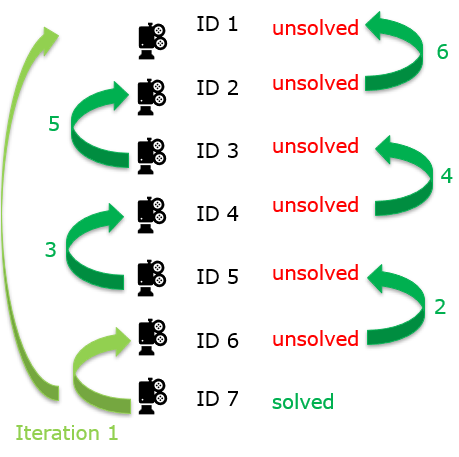 ID 1 unsolved
6
ID 2 unsolved
5
ID 3 unsolved
4
ID 4 unsolved
3
ID 5 unsolved
2
ID 6 unsolved
ID 7 solved
Iteration 1